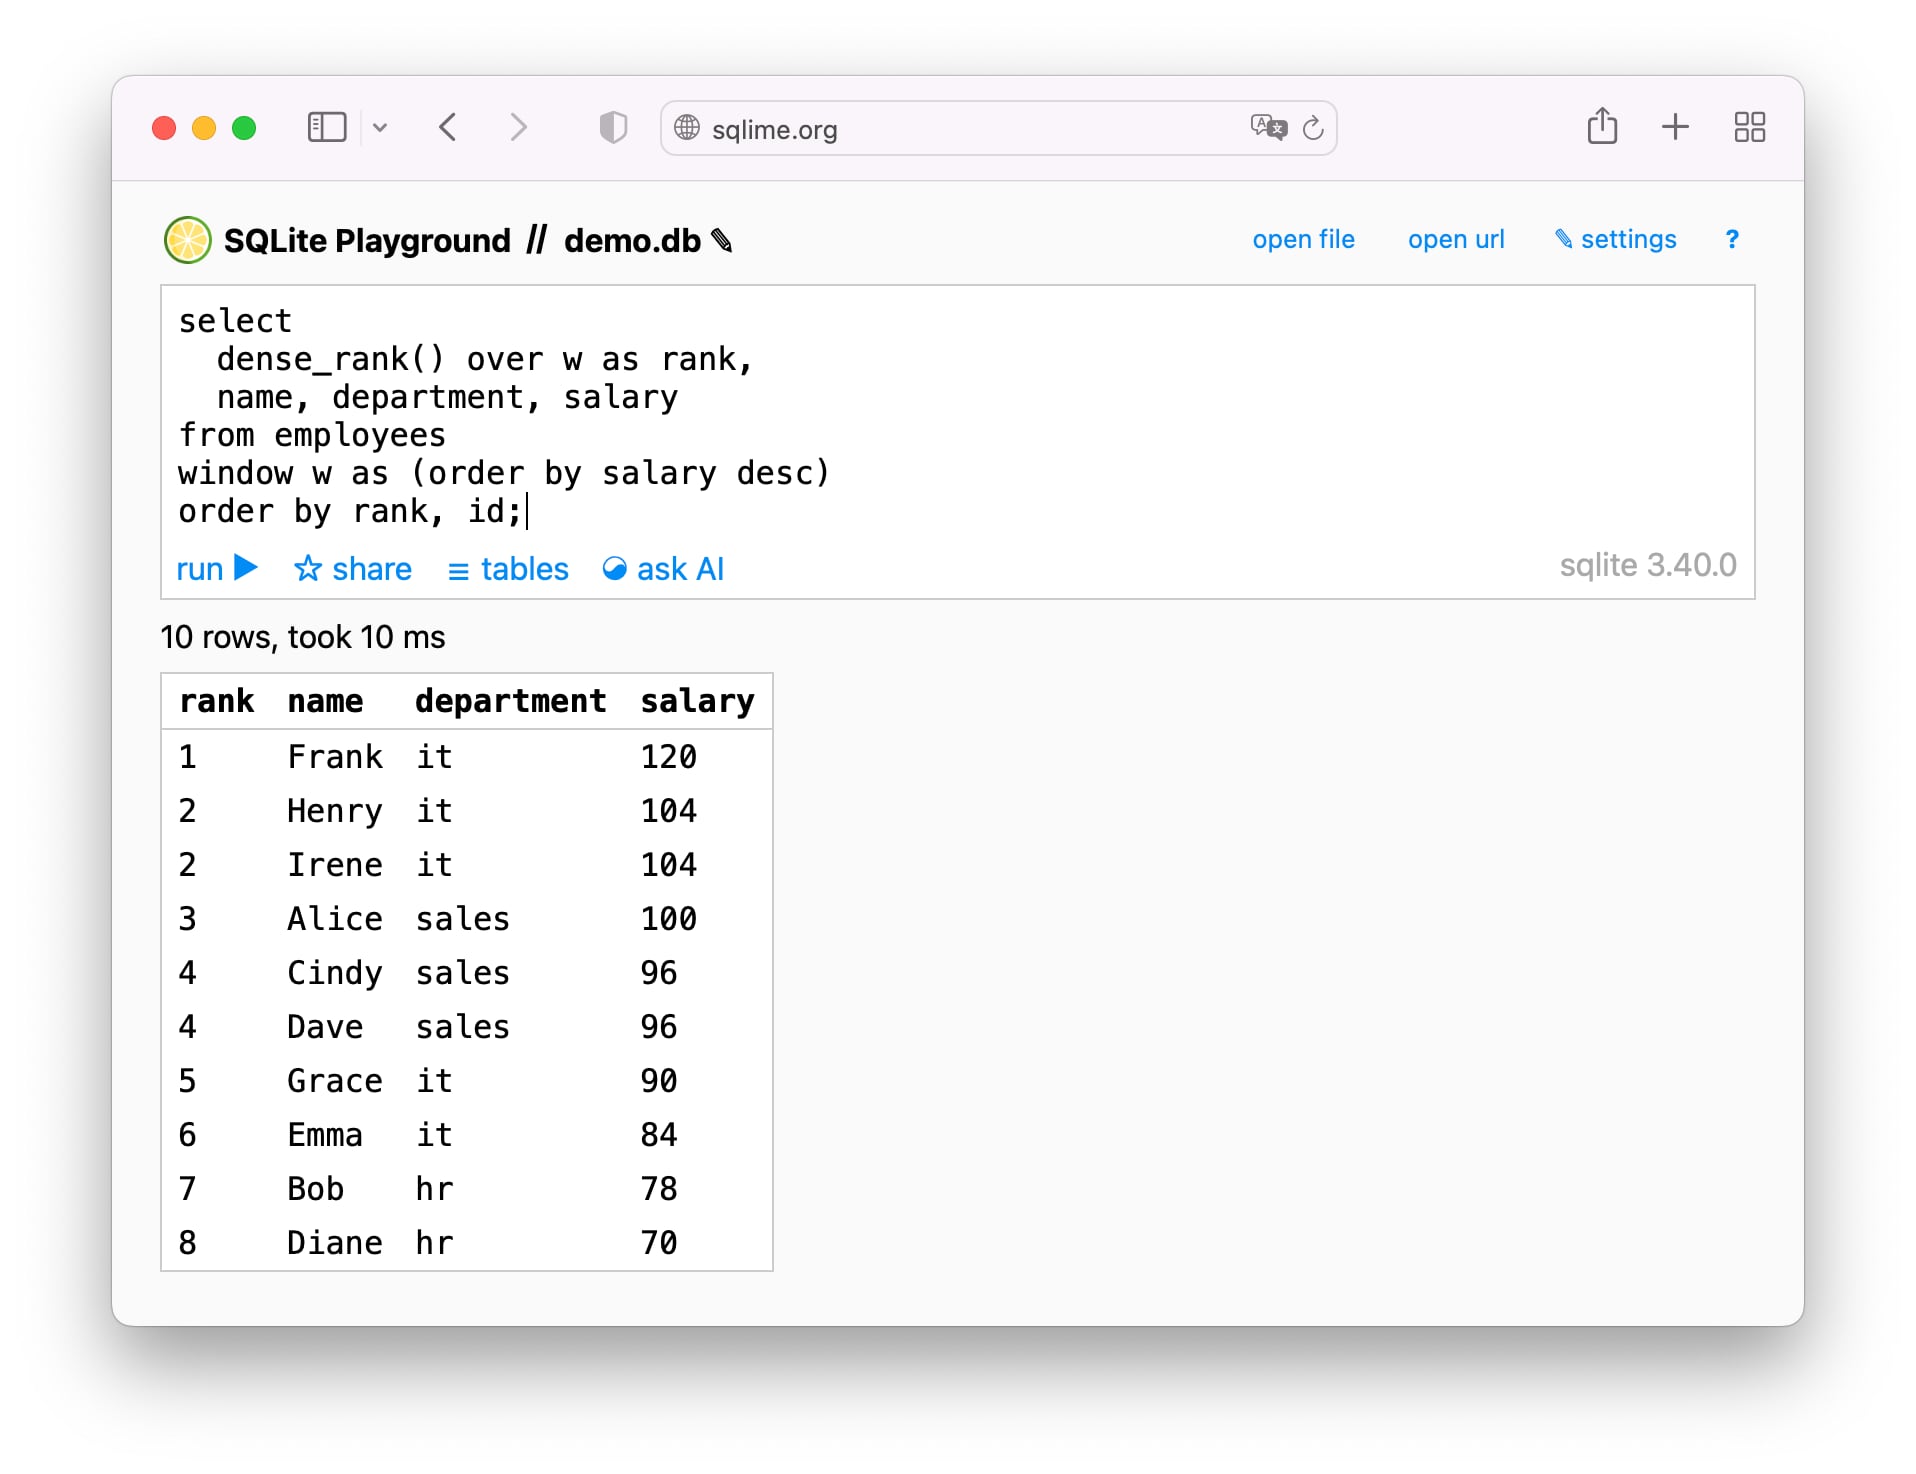 sqlime.org
SQLite Playground // demo.db ✎
open file open url ✎ settings ?
select
  dense_rank() over w as rank,
  name, department, salary
from employees
window w as (order by salary desc)
order by rank, id;
run share tables ask AI
sqlite 3.40.0
10 rows, took 10 ms
rank name department salary
1 Frank it 120
2 Henry it 104
2 Irene it 104
3 Alice sales 100
4 Cindy sales 96
4 Dave sales 96
5 Grace it 90
6 Emma it 84
7 Bob hr 78
8 Diane hr 70